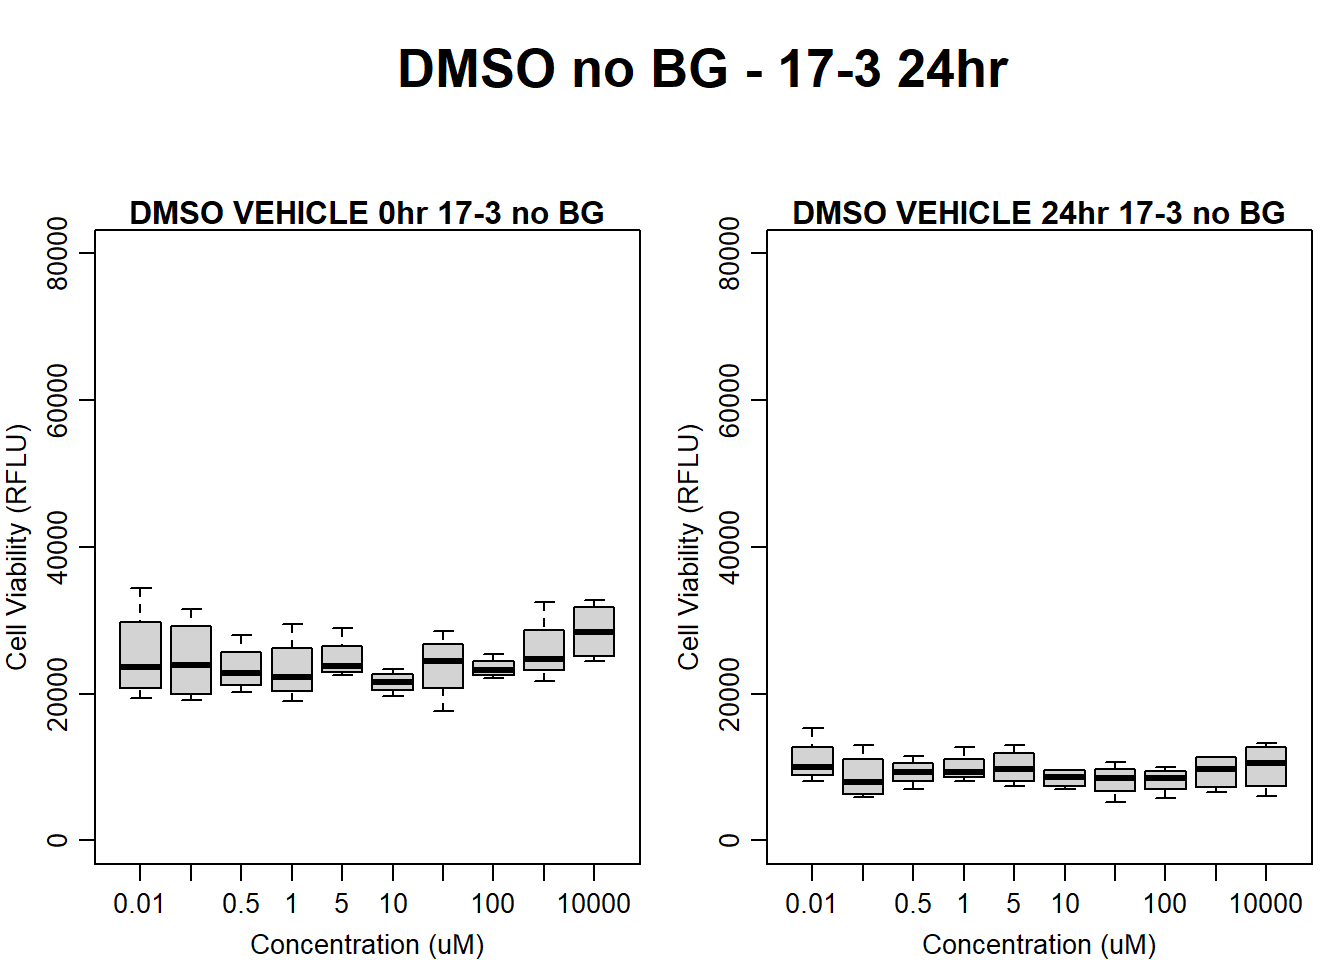 DMSO no BG - 17-3 24hr
DMSO VEHICLE 0hr 17-3 no BG
80000
60000
40000
20000
0
Cell Viability (RFLU)
0.01 0.5 1 5 10 100 10000
Concentration (uM)
DMSO VEHICLE 24hr 17-3 no BG
80000
60000
40000
20000
0
Cell Viability (RFLU)
0.01 0.5 1 5 10 100 10000
Concentration (uM)